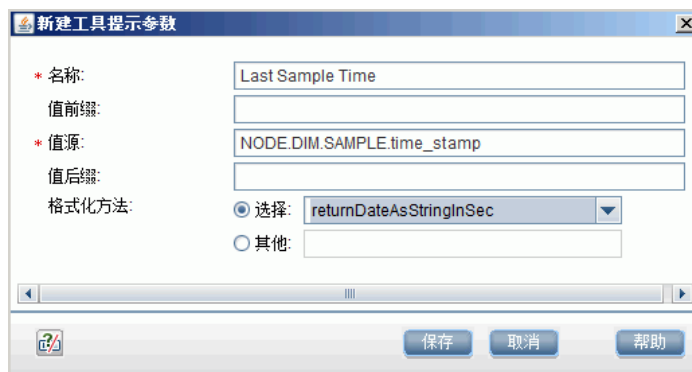 新建工具提示参数
* 名称: Last Sample Time
值前缀:
* 值源: NODE.DIM.SAMPLE.time_stamp
值后缀:
格式化方法: 选择: returnDateAsStringInSec
其他:
保存 取消 帮助